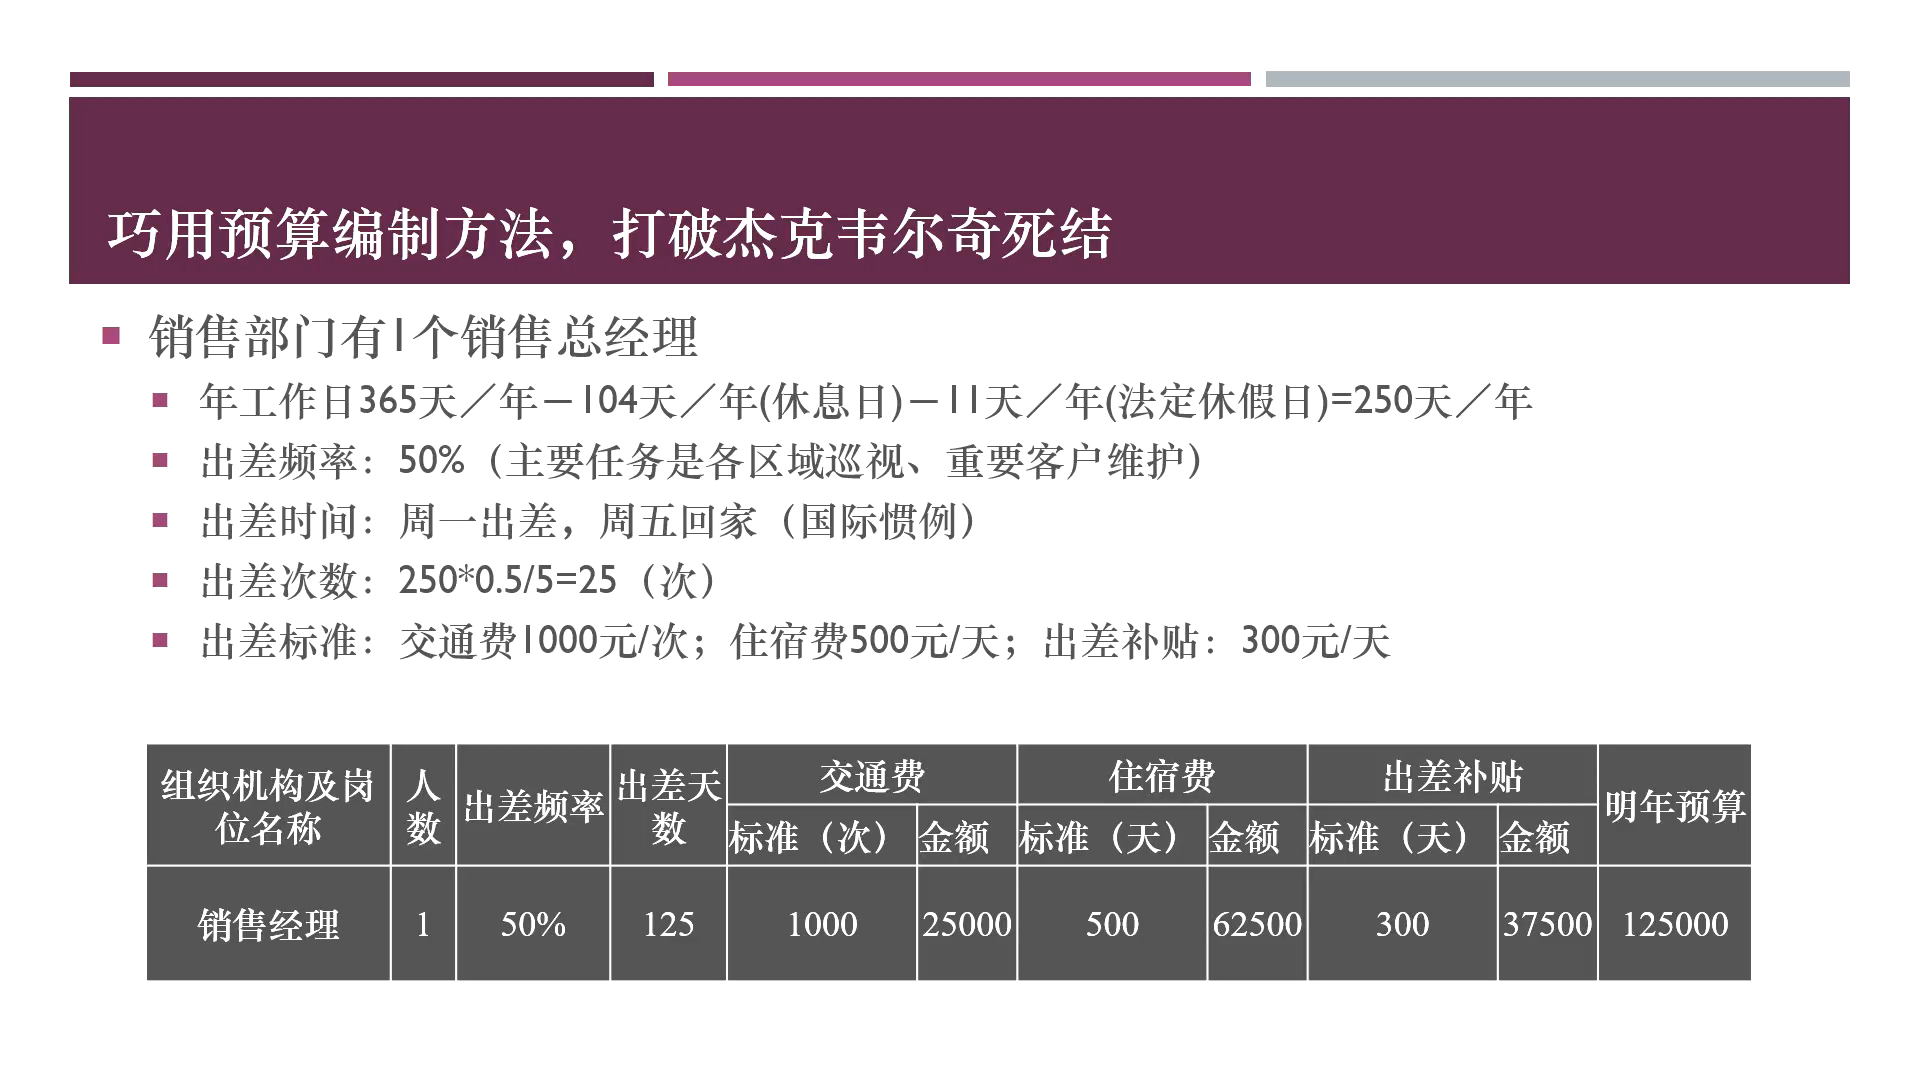 巧用预算编制方法，打破杰克韦尔奇死结
销售部门有1个销售总经理
年工作日365天／年－104天／年(休息日)－11天／年(法定休假日)=250天／年
出差频率：50%（主要任务是各区域巡视、重要客户维护）
出差时间：周一出差，周五回家（国际惯例）
出差次数：250*0.5/5=25（次）
出差标准：交通费1000元/次；住宿费500元/天；出差补贴：300元/天
组织机构及岗位名称 人数 出差频率 出差天数 交通费 住宿费 出差补贴 明年预算
标准（次） 金额 标准（天） 金额 标准（天） 金额
销售经理 1 50% 125 1000 25000 500 62500 300 37500 125000